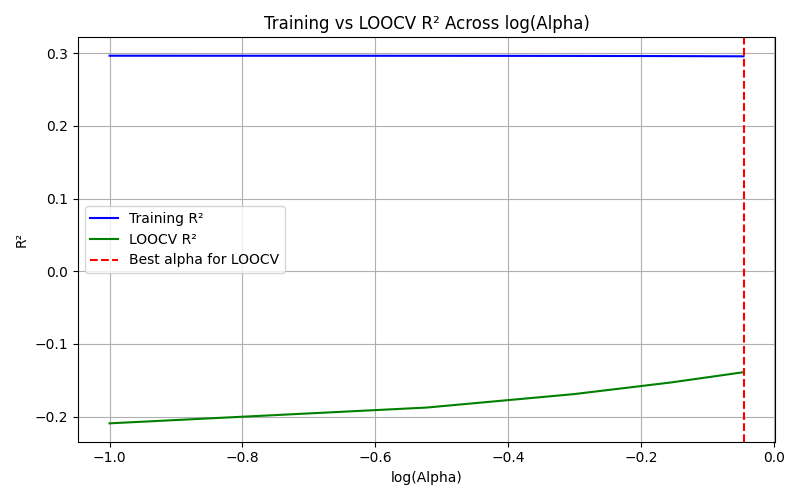 Training vs LOOCV R² Across log(Alpha)
0.3
0.2
0.1
0.0
−0.1
−0.2
R²
Training R²
LOOCV R²
Best alpha for LOOCV
−1.0 −0.8 −0.6 −0.4 −0.2 0.0
log(Alpha)